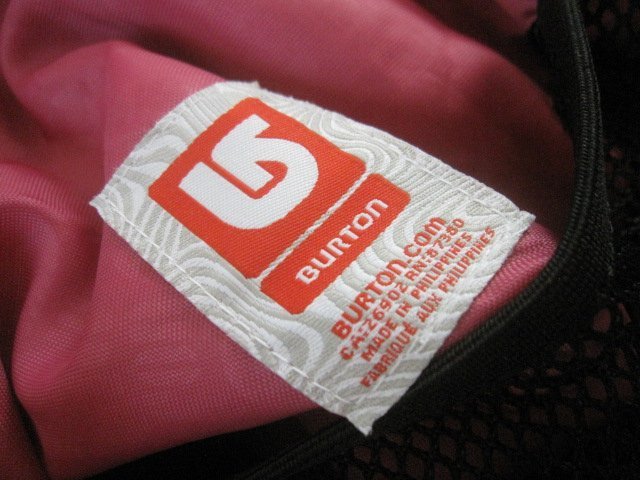 BURTON
BURTON.COM
CA:26902 RN:87380
MADE IN PHILIPPINES
FABRIQUÉ AUX PHILIPPINES